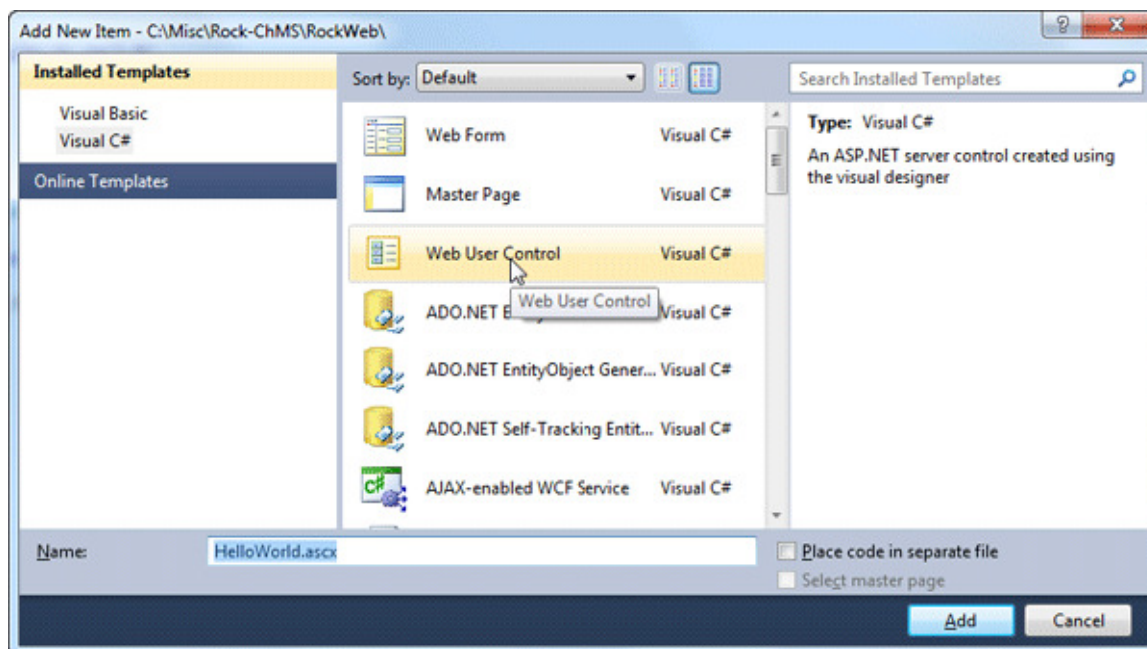 Add New Item - C:\Misc\Rock-ChMS\RockWeb\
Installed Templates
Visual Basic
Visual C#
Online Templates
Sort by: Default
Search Installed Templates
Web Form Visual C#
Master Page Visual C#
Web User Control Visual C#
Web User Control
ADO.NET Visual C#
ADO.NET EntityObject Gener... Visual C#
ADO.NET Self-Tracking Entit... Visual C#
AJAX-enabled WCF Service Visual C#
Type: Visual C#
An ASP.NET server control created using
the visual designer
Name: HelloWorld.ascx
Place code in separate file
Select master page
Add Cancel